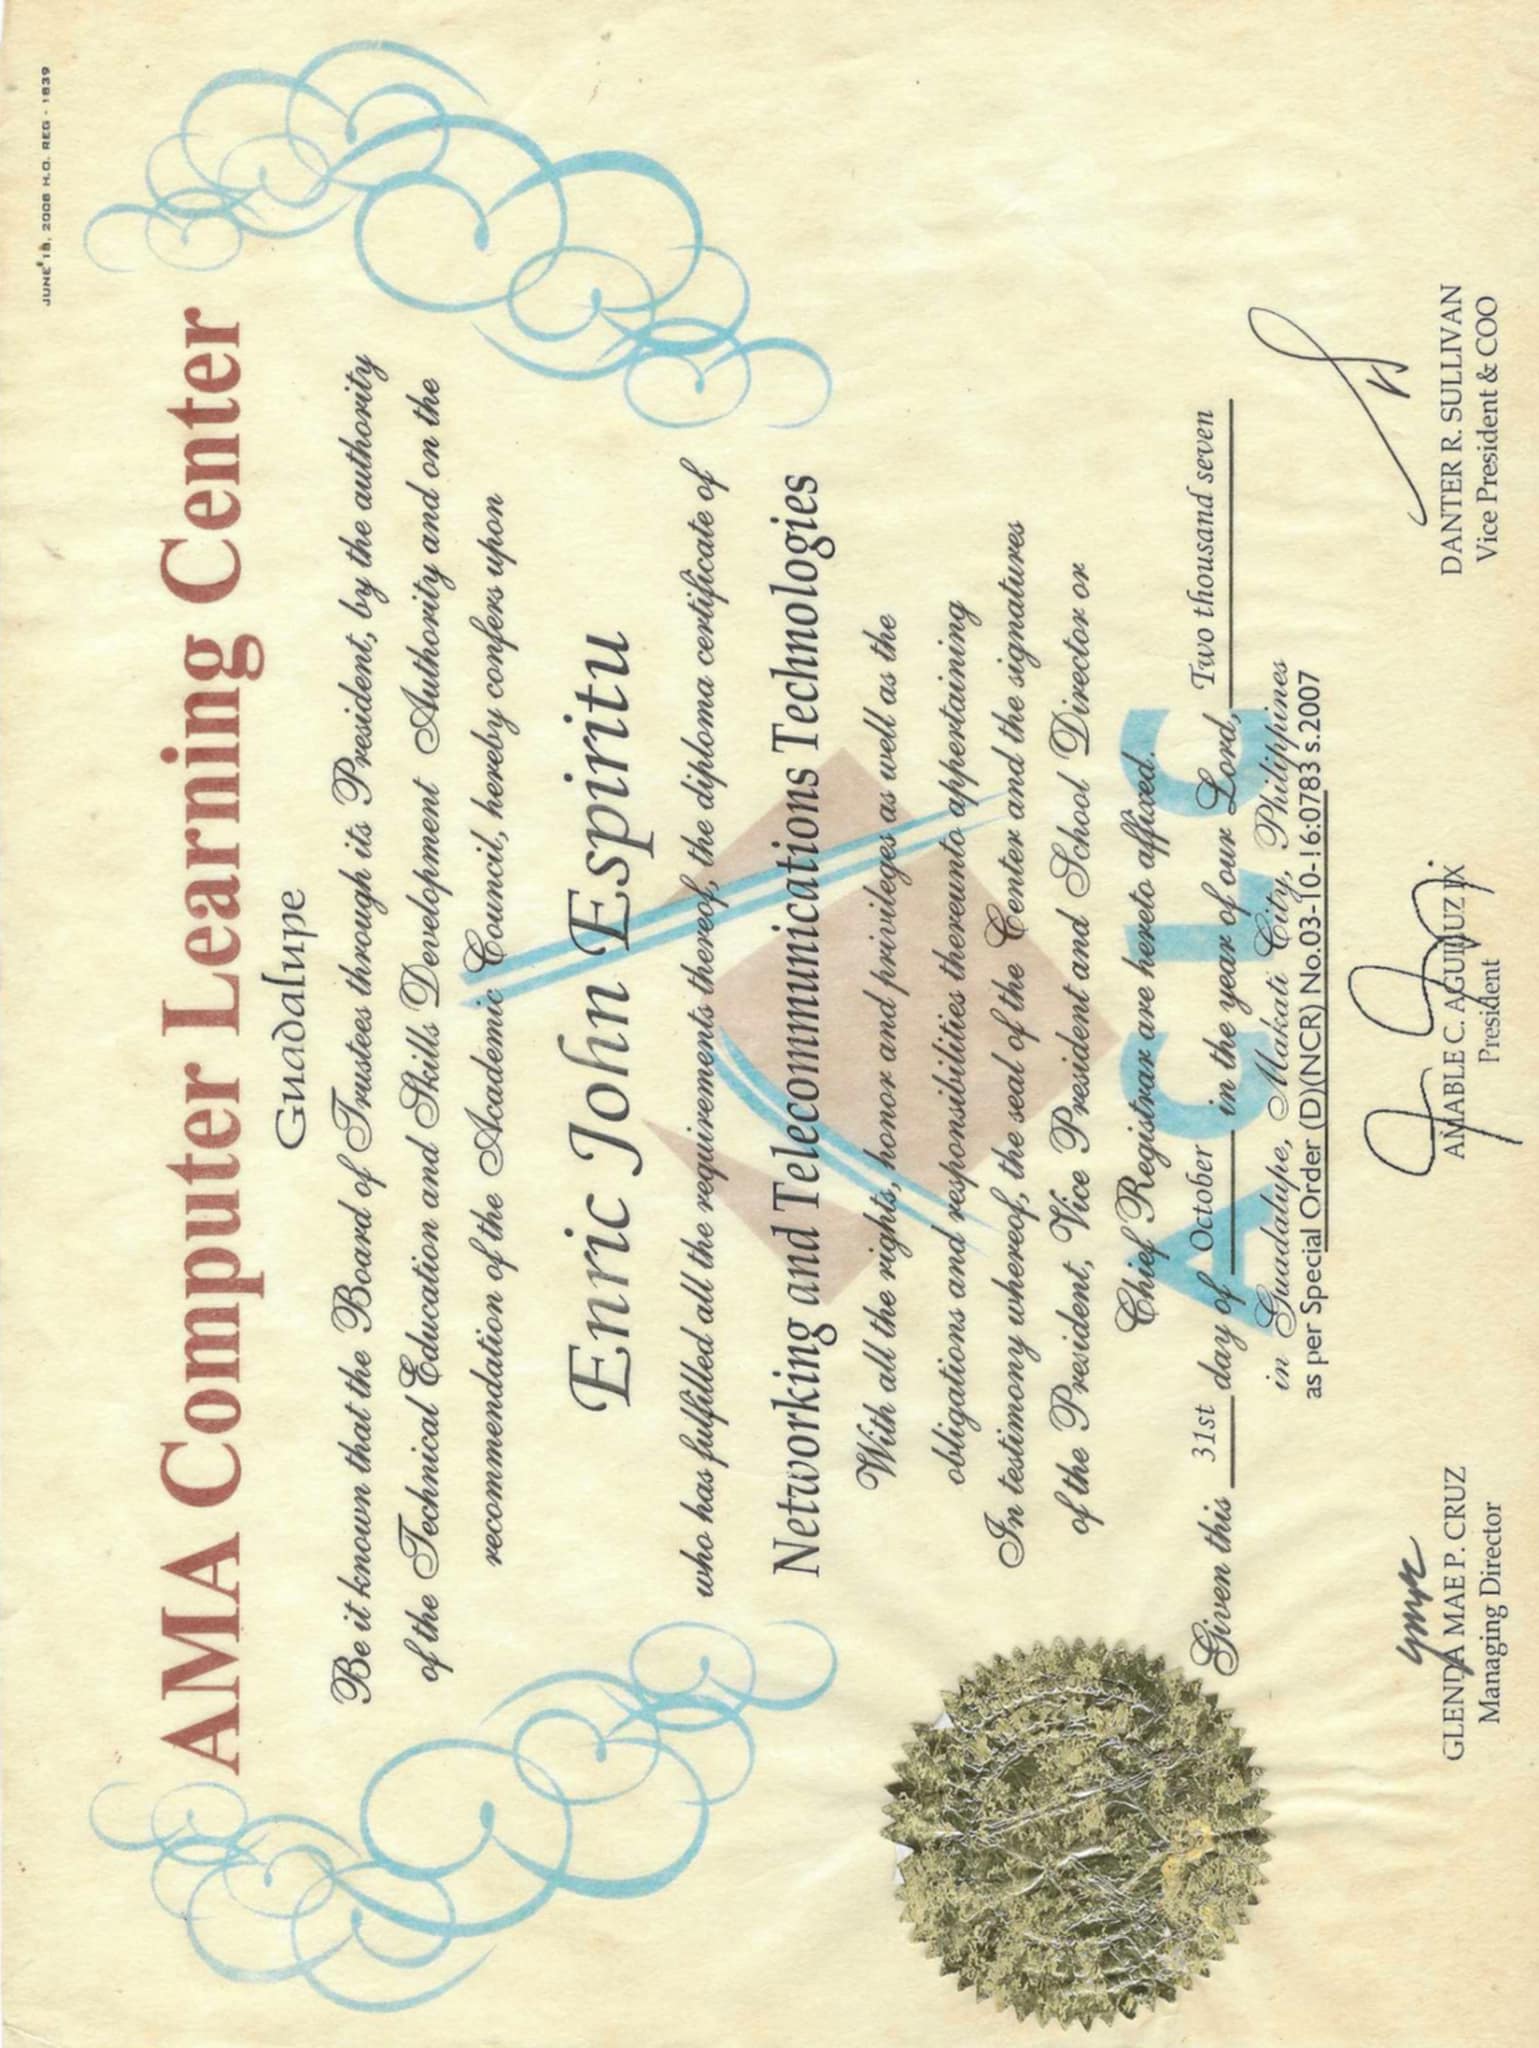 JUNE 18, 2008 H.O. REG - 1839
AMA Computer Learning Center
Guadalupe
Be it known that the Board of Trustees through its President, by the authority
of the Technical Education and Skills Development Authority and on the
recommendation of the Academic Council, hereby confers upon
Enric John Espiritu
who has fulfilled all the requirements thereof, the diploma certificate of
Networking and Telecommunications Technologies
With all the rights, honor and privileges as well as the
obligations and responsibilities thereunto appertaining
In testimony whereof, the seal of the Center and the signatures
of the President, Vice President and School Director or
Chief Registrar are hereto affixed.
ACLC
Given this 31st day of October in the year of our Lord, Two thousand seven
in Guadalupe, Makati City, Philippines
as per Special Order (D)(NCR) No.03-10-16:0783 s.2007
GLENDA MAE P. CRUZ AMABLE C. AGUILUZ IX DANTER R. SULLIVAN
Managing Director President Vice President & COO